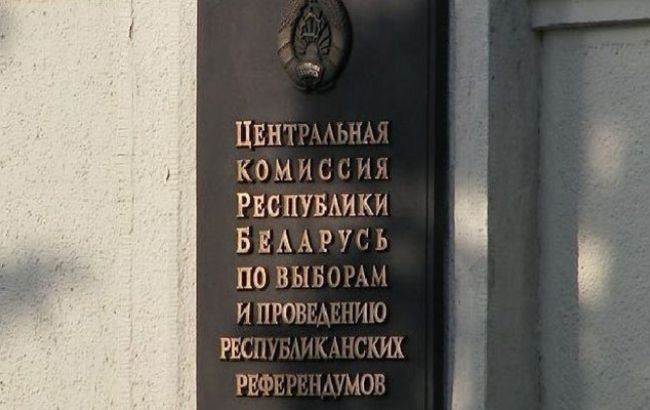 Центральная
комиссия
Республики
Беларусь
по выборам
и проведению
республиканских
референдумов